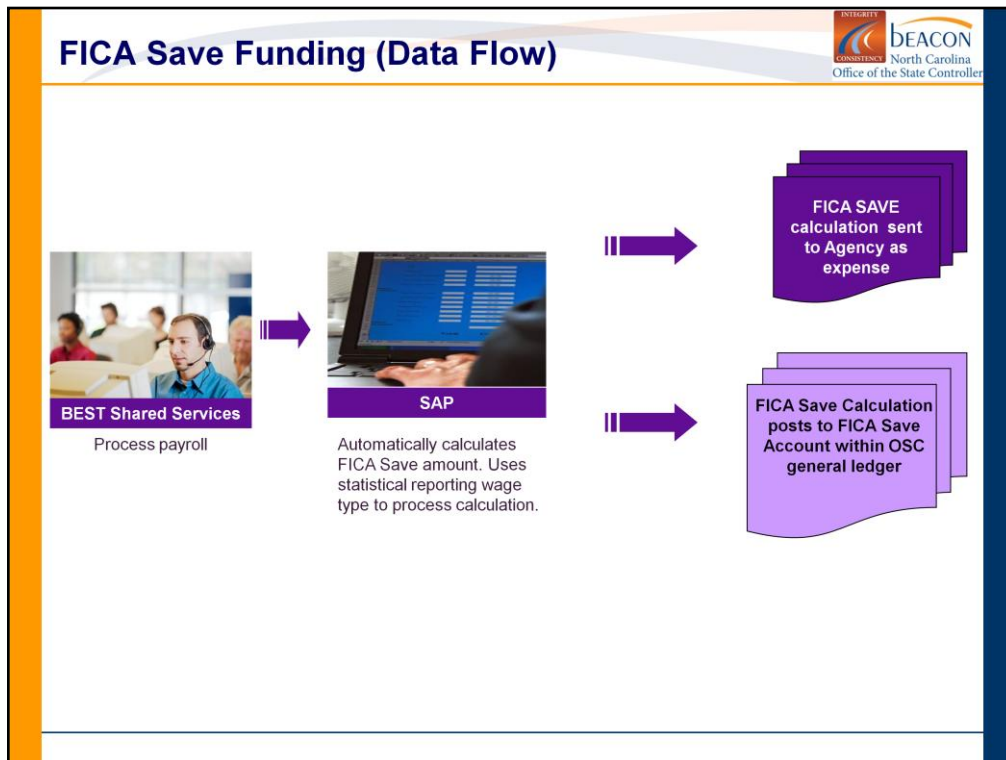 FICA Save Funding (Data Flow)
INTEGRITY
CONSISTENCY
bEACON
North Carolina
Office of the State Controller
FICA SAVE
calculation sent
to Agency as
expense
BEST Shared Services
Process payroll
SAP
Automatically calculates
FICA Save amount. Uses
statistical reporting wage
type to process calculation.
FICA Save Calculation
posts to FICA Save
Account within OSC
general ledger